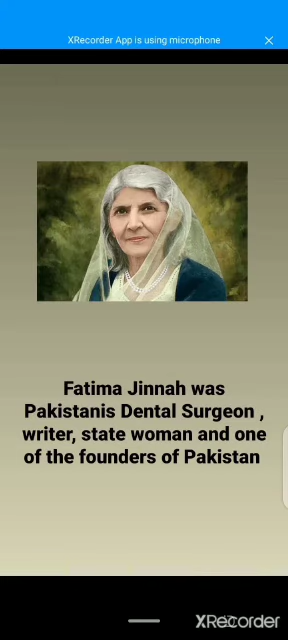 XRecorder App is using microphone
Fatima Jinnah was
Pakistanis Dental Surgeon ,
writer, state woman and one
of the founders of Pakistan
XRecorder